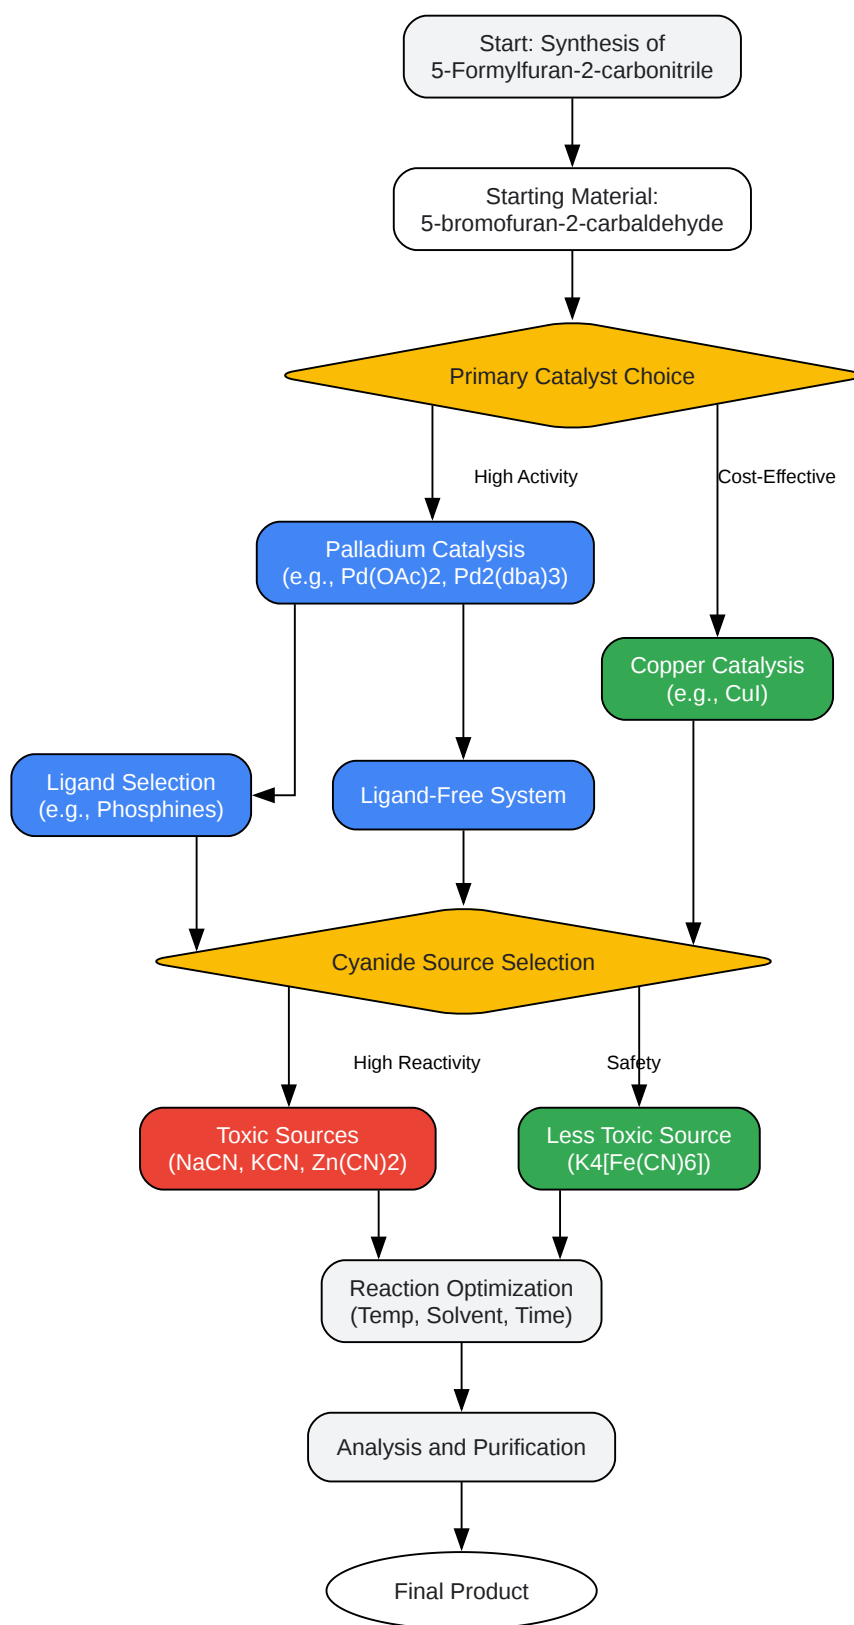 Start: Synthesis of
5-Formylfuran-2-carbonitrile
Starting Material:
5-bromofuran-2-carbaldehyde
Primary Catalyst Choice
High Activity
Cost-Effective
Palladium Catalysis
(e.g., Pd(OAc)2, Pd2(dba)3)
Copper Catalysis
(e.g., CuI)
Ligand Selection
(e.g., Phosphines)
Ligand-Free System
Cyanide Source Selection
High Reactivity
Safety
Toxic Sources
(NaCN, KCN, Zn(CN)2)
Less Toxic Source
(K4[Fe(CN)6])
Reaction Optimization
(Temp, Solvent, Time)
Analysis and Purification
Final Product